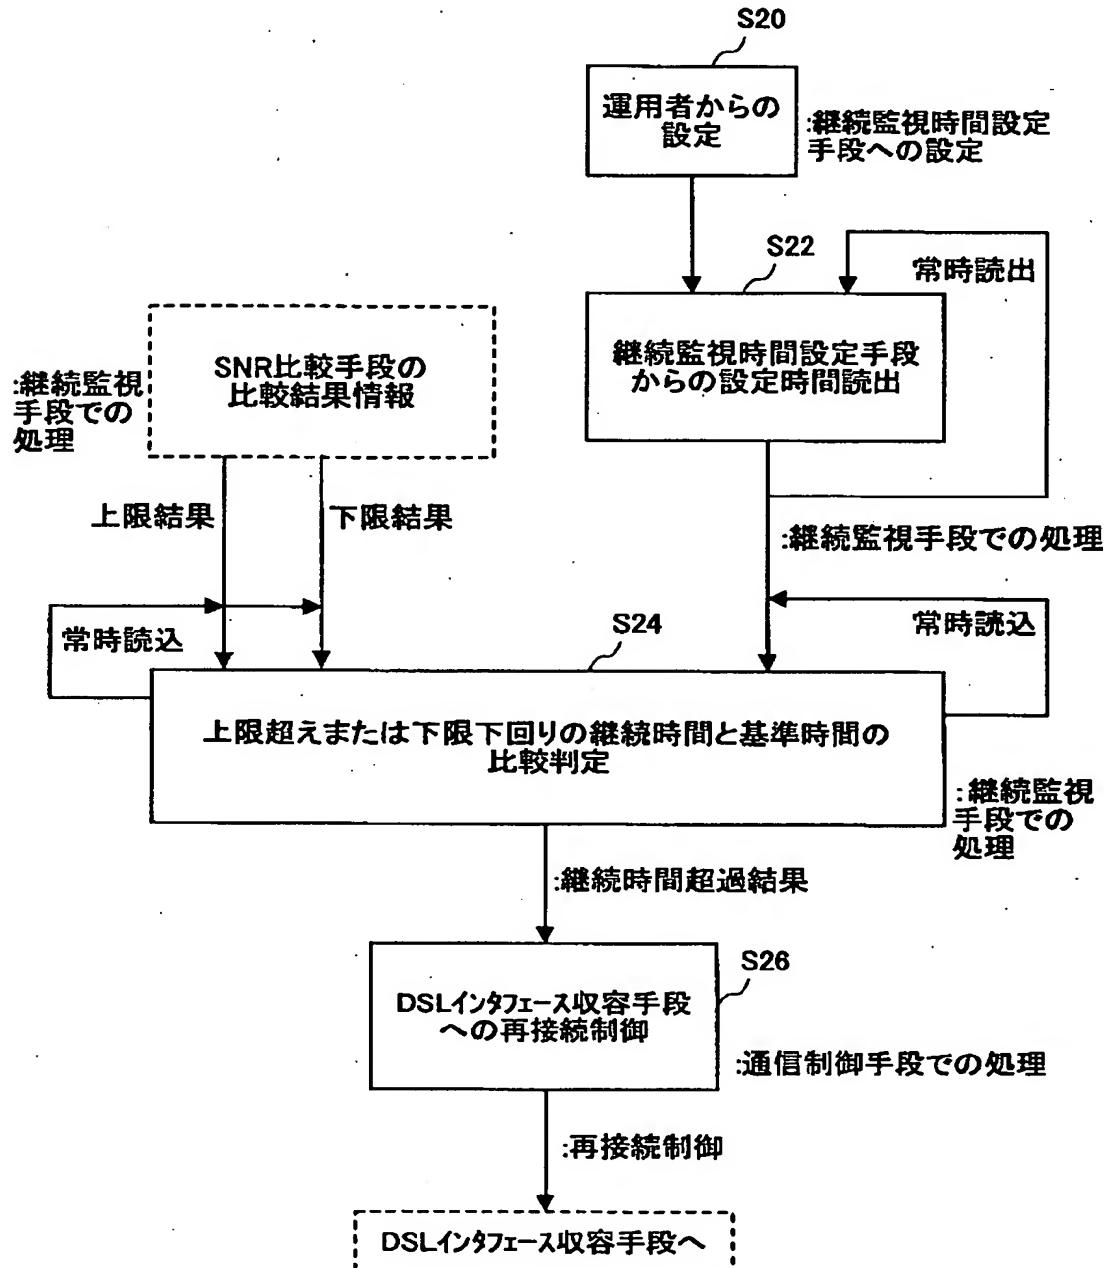 S20
運用者からの
設定
:継続監視時間設定
手段への設定
S22
常時読出
継続監視時間設定手段
からの設定時間読出
SNR比較手段の
比較結果情報
:継続監視
手段での
処理
上限結果
下限結果
:継続監視手段での処理
常時読込
S24
常時読込
上限超えまたは下限下回りの継続時間と基準時間の
比較判定
:継続監視
手段での
処理
:継続時間超過結果
S26
DSLインタフェース収容手段
への再接続制御
:通信制御手段での処理
:再接続制御
DSLインタフェース収容手段へ